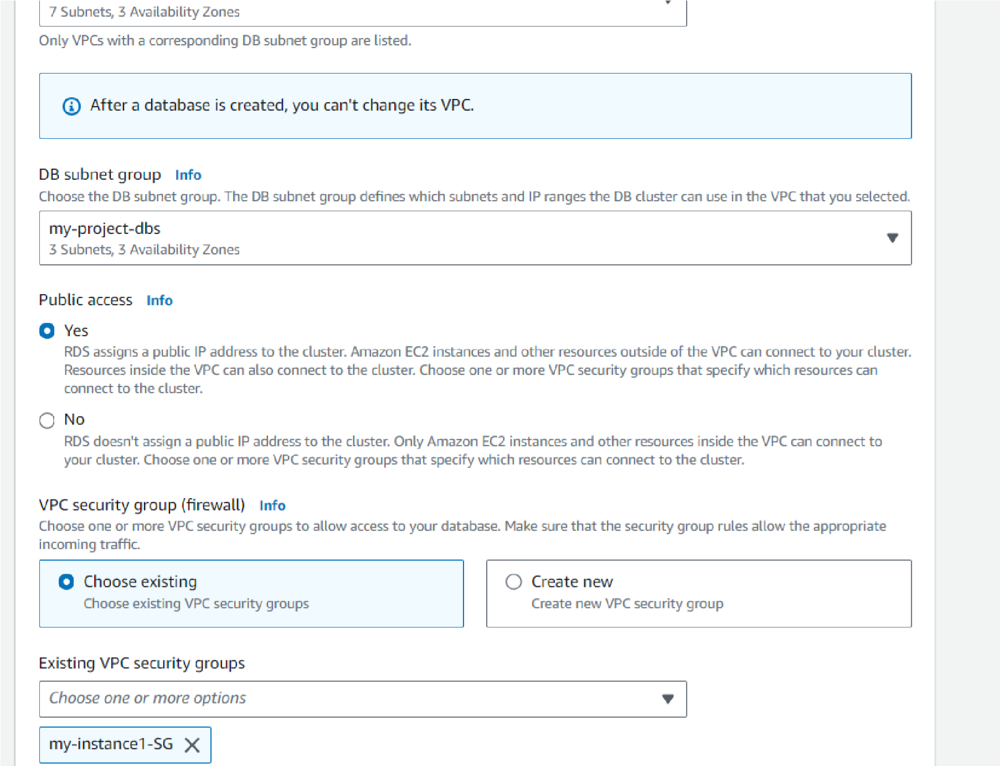 7 Subnets, 3 Availability Zones
Only VPCs with a corresponding DB subnet group are listed.
After a database is created, you can't change its VPC.
DB subnet group Info
Choose the DB subnet group. The DB subnet group defines which subnets and IP ranges the DB cluster can use in the VPC that you selected.
my-project-dbs
3 Subnets, 3 Availability Zones
Public access Info
Yes
RDS assigns a public IP address to the cluster. Amazon EC2 instances and other resources outside of the VPC can connect to your cluster.
Resources inside the VPC can also connect to the cluster. Choose one or more VPC security groups that specify which resources can
connect to the cluster.
No
RDS doesn't assign a public IP address to the cluster. Only Amazon EC2 instances and other resources inside the VPC can connect to
your cluster. Choose one or more VPC security groups that specify which resources can connect to the cluster.
VPC security group (firewall) Info
Choose one or more VPC security groups to allow access to your database. Make sure that the security group rules allow the appropriate
incoming traffic.
Choose existing
Choose existing VPC security groups
Create new
Create new VPC security group
Existing VPC security groups
Choose one or more options
my-instance1-SG